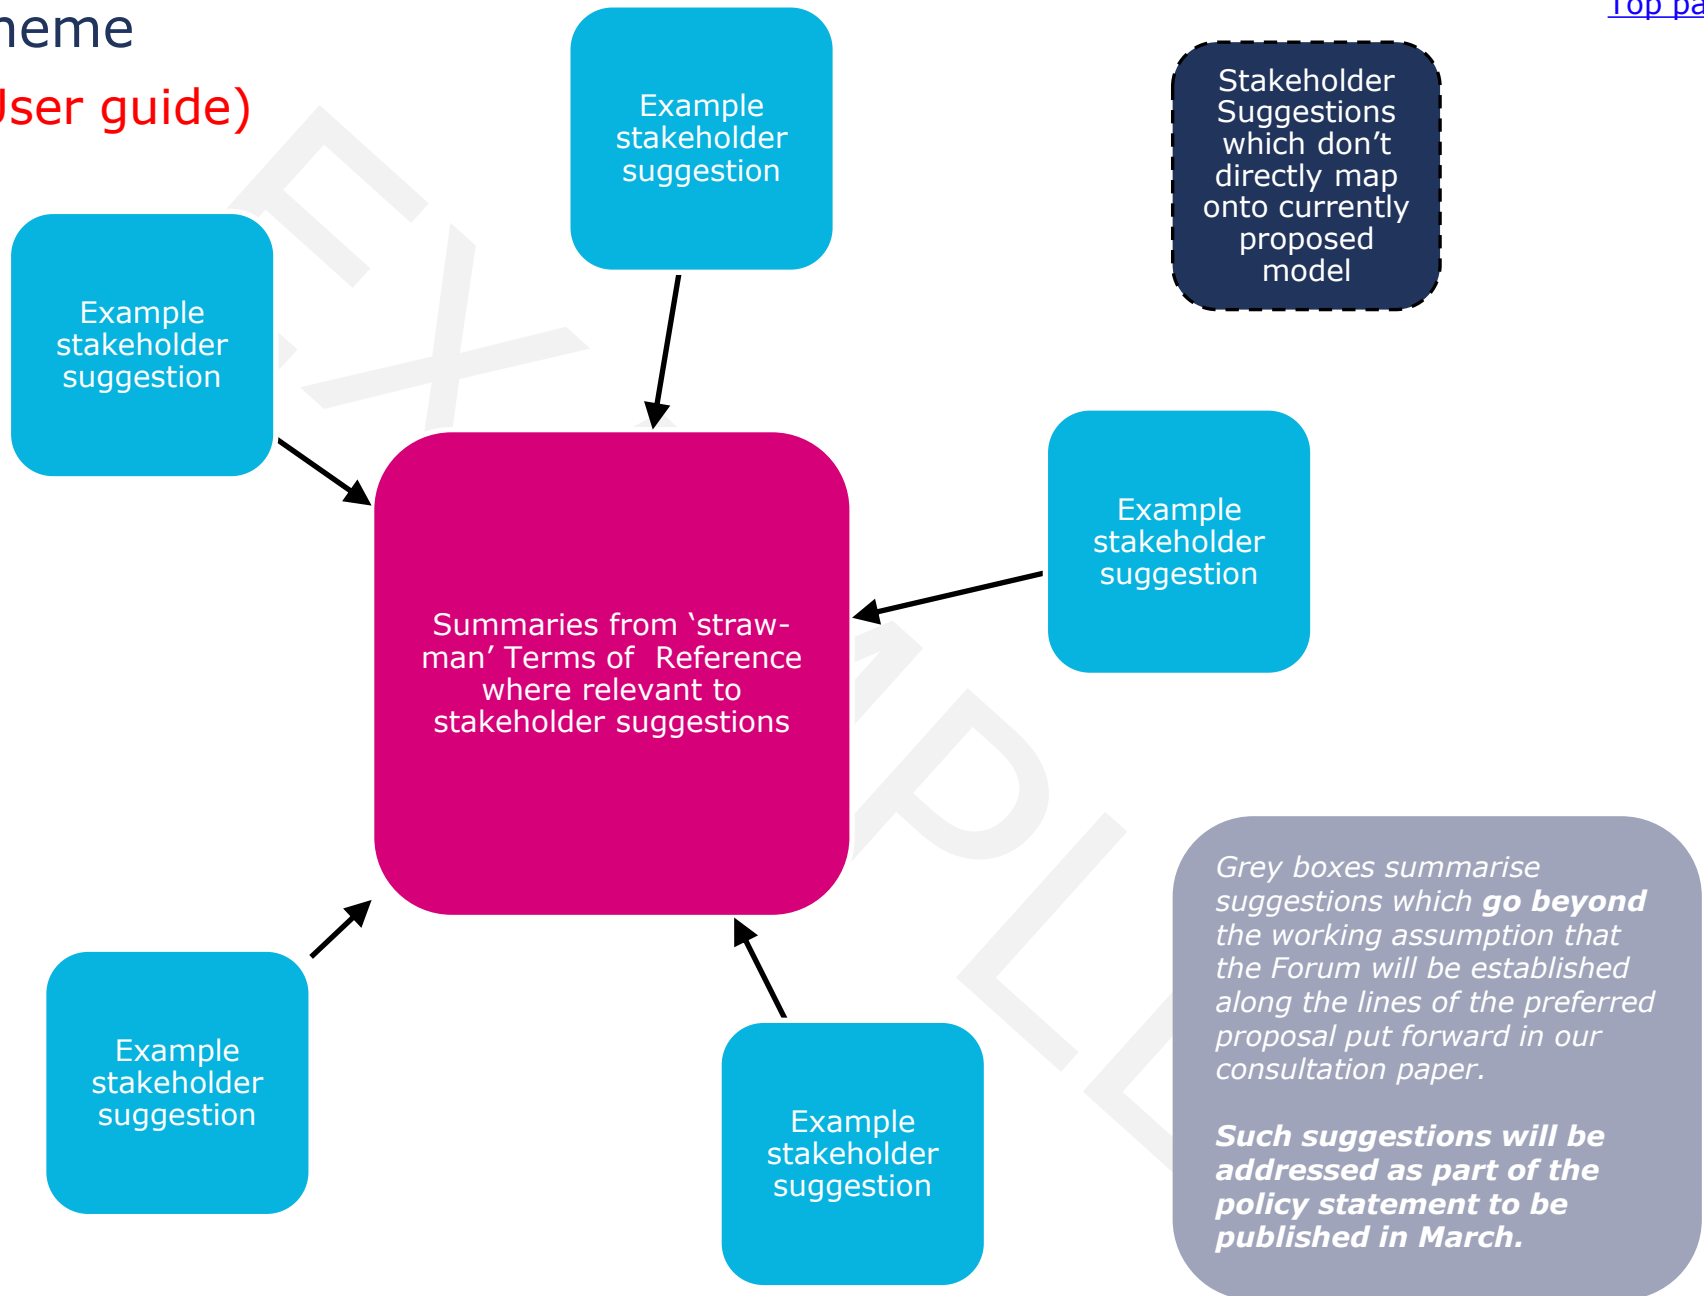 heme
User guide)
Top pa
Example
stakeholder
suggestion
Stakeholder
Suggestions
which don’t
directly map
onto currently
proposed
model
Example
stakeholder
suggestion
Example
stakeholder
suggestion
Summaries from ‘straw-
man’ Terms of  Reference
where relevant to
stakeholder suggestions
Example
stakeholder
suggestion
Example
stakeholder
suggestion
Grey boxes summarise
suggestions which go beyond
the working assumption that
the Forum will be established
along the lines of the preferred
proposal put forward in our
consultation paper.
Such suggestions will be
addressed as part of the
policy statement to be
published in March.
EXAMPLE